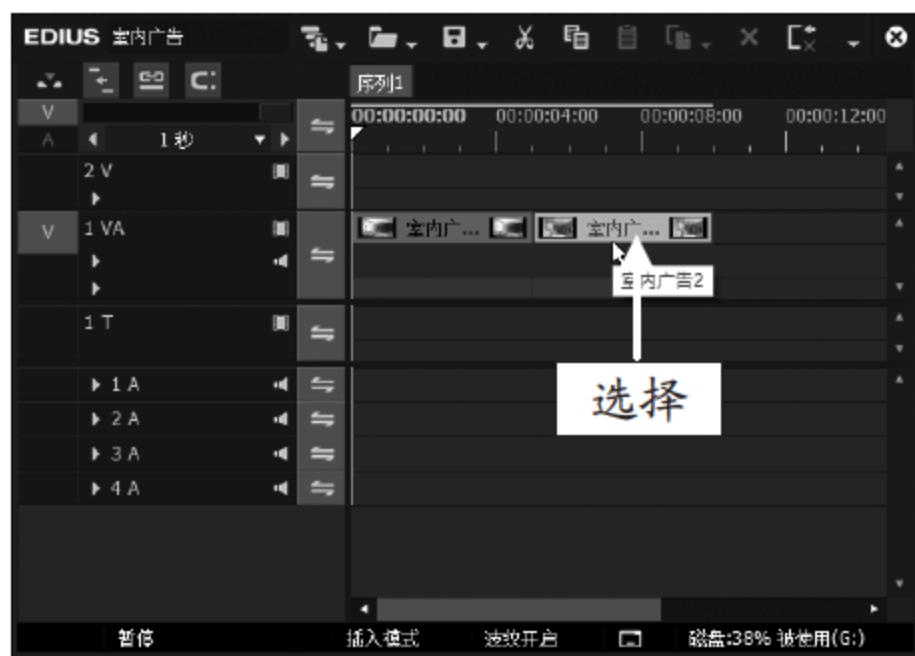 EDIUS 室内广告
序列1
V
A
1 秒
00:00:00:00 00:00:04:00 00:00:08:00 00:00:12:00
2 V
V
1 VA
室内广... 室内广...
室内广告2
1 T
选择
1 A
2 A
3 A
4 A
暂停 插入模式 波纹开启 磁盘:38% 被使用(G:)